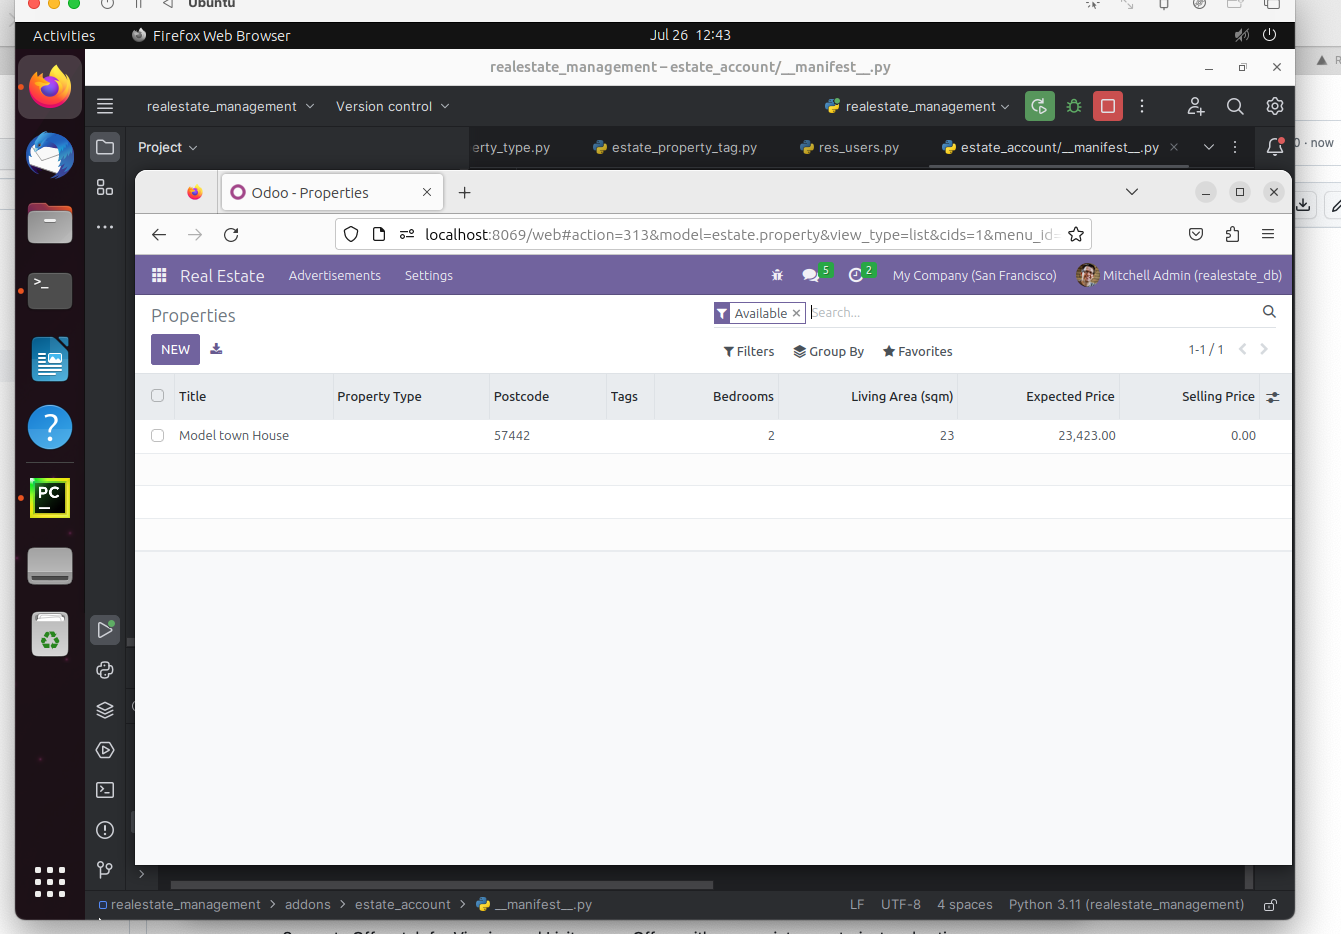 Ubuntu
Activities
Firefox Web Browser
Jul 26 12:43
realestate_management – estate_account/__manifest__.py
realestate_management
Version control
realestate_management
Project
erty_type.py
estate_property_tag.py
res_users.py
estate_account/__manifest__.py
0 · now
Odoo - Properties
localhost:8069/web#action=313&model=estate.property&view_type=list&cids=1&menu_id=
Real Estate
Advertisements
Settings
5
2
My Company (San Francisco)
Mitchell Admin (realestate_db)
Properties
Available
Search...
NEW
Filters
Group By
Favorites
1-1 / 1
Title
Property Type
Postcode
Tags
Bedrooms
Living Area (sqm)
Expected Price
Selling Price
Model town House
57442
2
23
23,423.00
0.00
PC
realestate_management > addons > estate_account > __manifest__.py
LF
UTF-8
4 spaces
Python 3.11 (realestate_management)